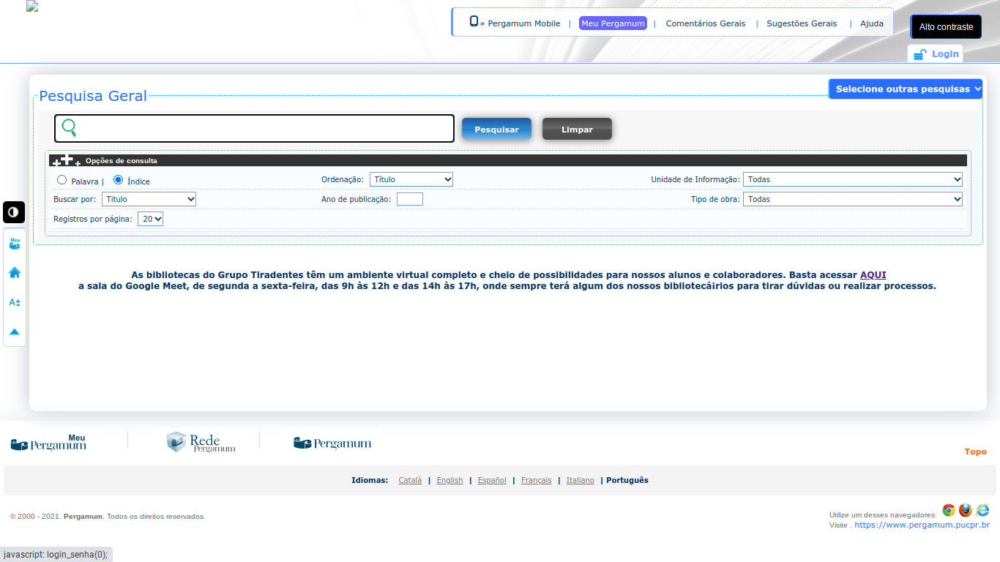 » Pergamum Mobile | Meu Pergamum | Comentários Gerais | Sugestões Gerais | Ajuda
Alto contraste
Login
Selecione outras pesquisas
Pesquisa Geral
Pesquisar Limpar
Opções de consulta
Palavra | Índice Ordenação: Título Unidade de Informação: Todas
Buscar por: Titulo Ano de publicação: Tipo de obra: Todas
Registros por página: 20
Meu
A±
As bibliotecas do Grupo Tiradentes têm um ambiente virtual completo e cheio de possibilidades para nossos alunos e colaboradores. Basta acessar AQUI
a sala do Google Meet, de segunda a sexta-feira, das 9h às 12h e das 14h às 17h, onde sempre terá algum dos nossos bibliotecáirios para tirar dúvidas ou realizar processos.
Meu Pergamum
Rede Pergamum
Pergamum
Topo
Idiomas: Català | English | Español | Français | Italiano | Português
© 2000 - 2021. Pergamum. Todos os direitos reservados.
Utilize um desses navegadores:
Visite . https://www.pergamum.pucpr.br
javascript: login_senha(0);